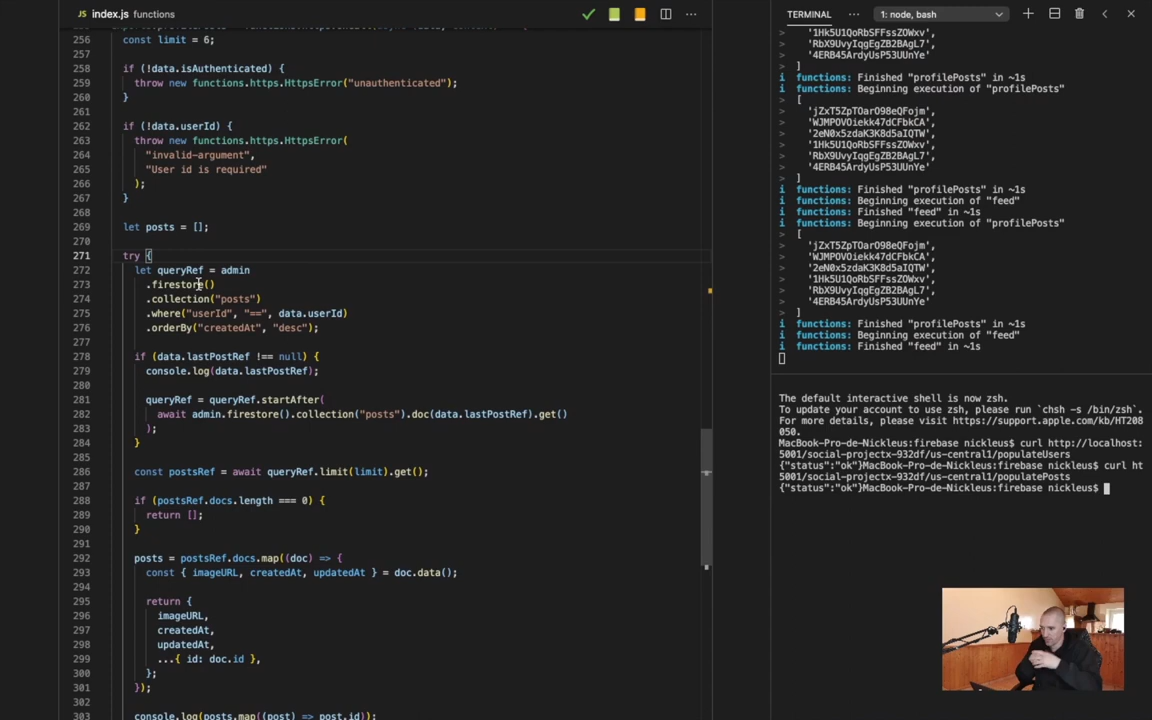 index.js functions
256 const limit = 6;
257
258 if (!data.isAuthenticated) {
259 throw new functions.https.HttpsError("unauthenticated");
260 }
261
262 if (!data.userId) {
263 throw new functions.https.HttpsError(
264 "invalid-argument",
265 "User id is required"
266 );
267 }
268
269 let posts = [];
270
271 try {
272 let queryRef = admin
273 .firestore()
274 .collection("posts")
275 .where("userId", "==", data.userId)
276 .orderBy("createdAt", "desc");
277
278 if (data.lastPostRef !== null) {
279 console.log(data.lastPostRef);
280
281 queryRef = queryRef.startAfter(
282 await admin.firestore().collection("posts").doc(data.lastPostRef).get()
283 );
284 }
285
286 const postsRef = await queryRef.limit(limit).get();
287
288 if (postsRef.docs.length === 0) {
289 return [];
290 }
291
292 posts = postsRef.docs.map((doc) => {
293 const { imageURL, createdAt, updatedAt } = doc.data();
294
295 return {
296 imageURL,
297 createdAt,
298 updatedAt,
299 ...{ id: doc.id },
300 };
301 });
302
303 console.log(posts.map((post) => post.id));
TERMINAL ... 1: node, bash
> '1Hk5U1QoRbSFFssZOWxv',
> 'RbX9UvyIqgEgZB2BAgL7',
> '4ERB45ArdyUsP53UUnYe'
> ]
i functions: Finished "profilePosts" in ~1s
i functions: Beginning execution of "profilePosts"
> [
> 'jZxT5ZpTOarO98eQFojm',
> 'WJMPOVOiekk47dCFbkCA',
> '2eN0x5zdaK3K8d5aIQTW',
> '1Hk5U1QoRbSFFssZOWxv',
> 'RbX9UvyIqgEgZB2BAgL7',
> '4ERB45ArdyUsP53UUnYe'
> ]
i functions: Finished "profilePosts" in ~1s
i functions: Beginning execution of "feed"
i functions: Finished "feed" in ~1s
i functions: Beginning execution of "profilePosts"
> [
> 'jZxT5ZpTOarO98eQFojm',
> 'WJMPOVOiekk47dCFbkCA',
> '2eN0x5zdaK3K8d5aIQTW',
> '1Hk5U1QoRbSFFssZOWxv',
> 'RbX9UvyIqgEgZB2BAgL7',
> '4ERB45ArdyUsP53UUnYe'
> ]
i functions: Finished "profilePosts" in ~1s
i functions: Beginning execution of "feed"
i functions: Finished "feed" in ~1s
The default interactive shell is now zsh.
To update your account to use zsh, please run `chsh -s /bin/zsh`.
For more details, please visit https://support.apple.com/kb/HT208
050.
MacBook-Pro-de-Nickleus:firebase nickleus$ curl http://localhost:
5001/social-projectx-932df/us-central1/populateUsers
{"status":"ok"}MacBook-Pro-de-Nickleus:firebase nickleus$ curl ht
5001/social-projectx-932df/us-central1/populatePosts
{"status":"ok"}MacBook-Pro-de-Nickleus:firebase nickleus$